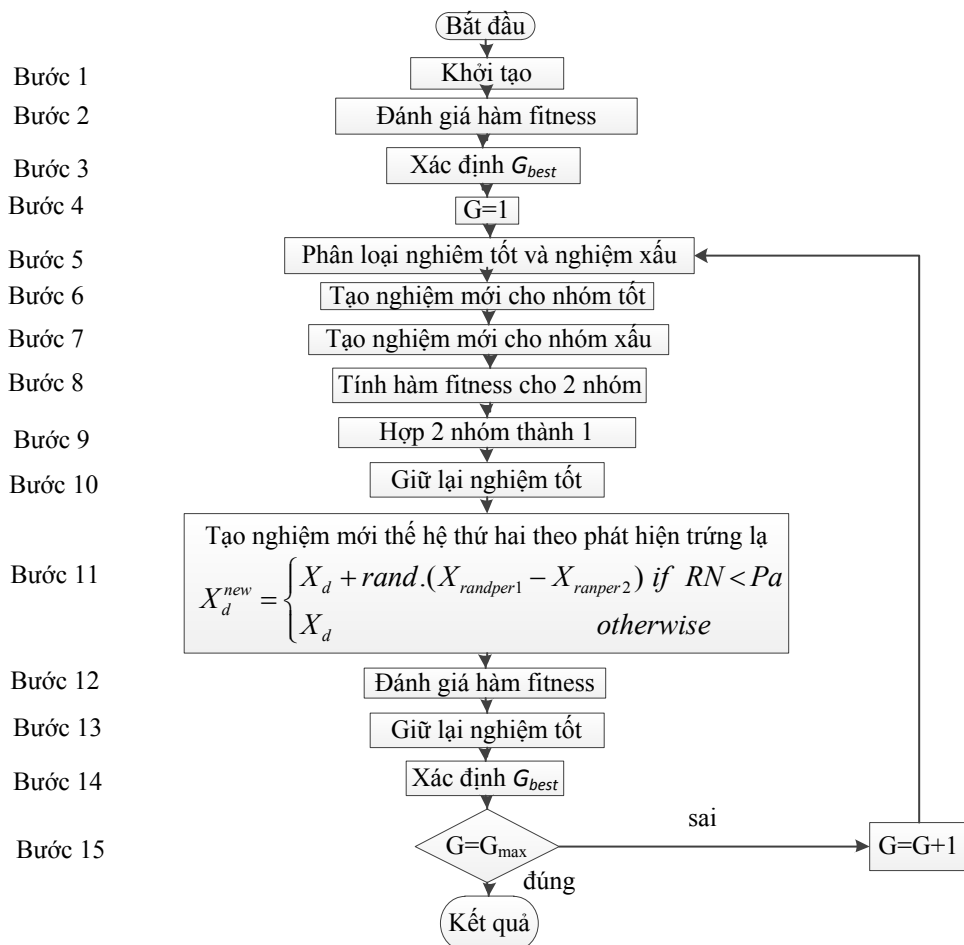 Bắt đầu
Bước 1 Khởi tạo
Bước 2 Đánh giá hàm fitness
Bước 3 Xác định G_best
Bước 4 G=1
Bước 5 Phân loại nghiêm tốt và nghiệm xấu
Bước 6 Tạo nghiệm mới cho nhóm tốt
Bước 7 Tạo nghiệm mới cho nhóm xấu
Bước 8 Tính hàm fitness cho 2 nhóm
Bước 9 Hợp 2 nhóm thành 1
Bước 10 Giữ lại nghiệm tốt
Tạo nghiệm mới thế hệ thứ hai theo phát hiện trứng lạ
Bước 11 X_d^{new} = { X_d + rand.(X_{randper1} − X_{ranper2}) if RN < Pa
X_d otherwise
Bước 12 Đánh giá hàm fitness
Bước 13 Giữ lại nghiệm tốt
Bước 14 Xác định G_best
sai
Bước 15 G=G_max G=G+1
đúng
Kết quả